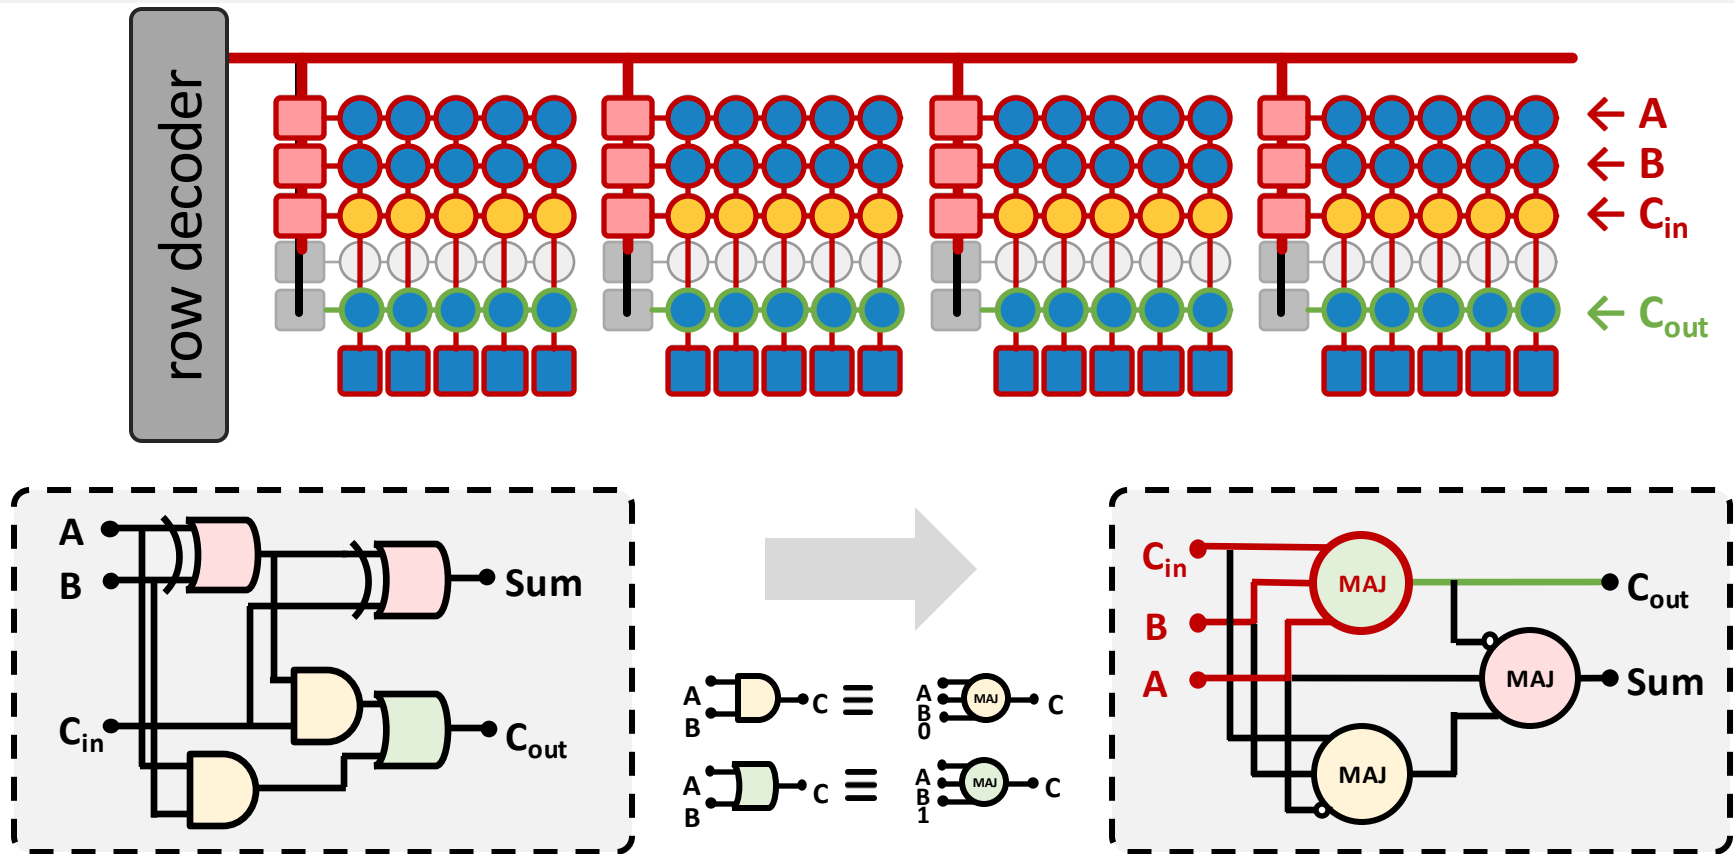 row decoder
← A
← B
← Cin
← Cout
A
B
Cin
Sum
Cout
A
B
C
≡
A
B
0
MAJ
C
A
B
C
≡
A
B
1
MAJ
C
Cin
B
A
MAJ
MAJ
MAJ
Cout
Sum